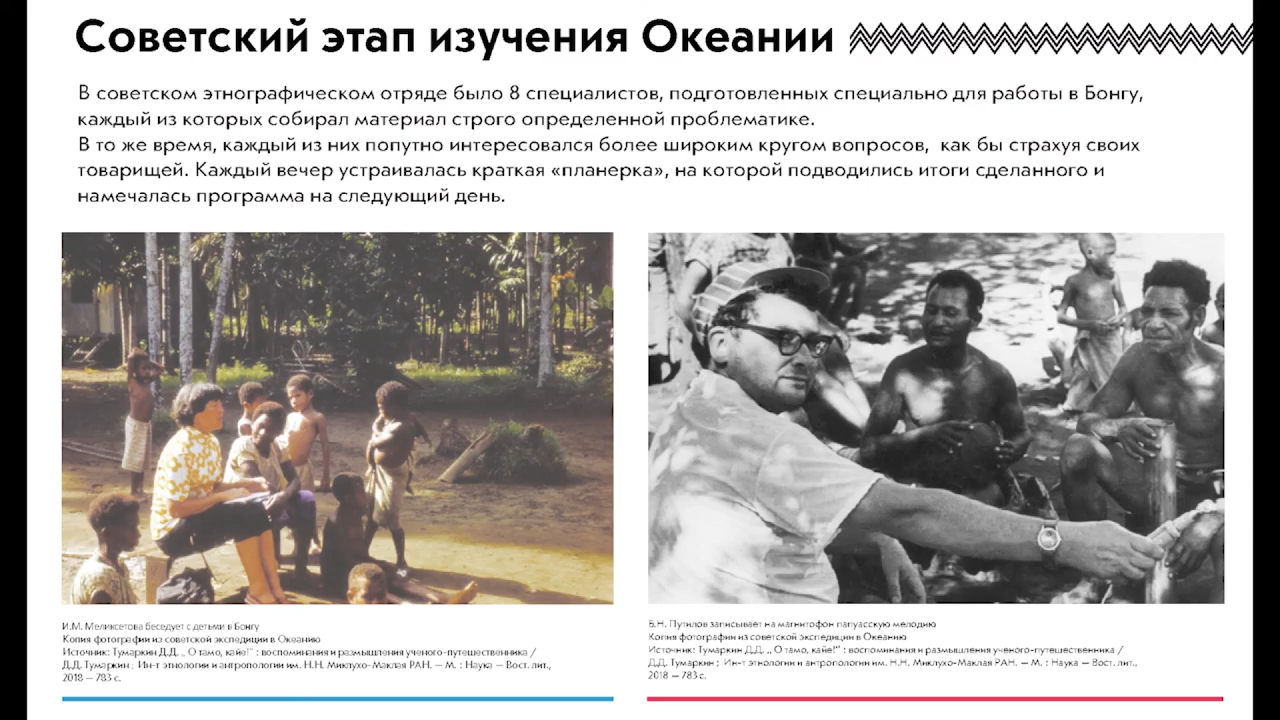 Советский этап изучения Океании
В советском этнографическом отряде было 8 специалистов, подготовленных специально для работы в Бонгу,
каждый из которых собирал материал строго определенной проблематике.
В то же время, каждый из них попутно интересовался более широким кругом вопросов, как бы страхуя своих
товарищей. Каждый вечер устраивалась краткая «планерка», на которой подводились итоги сделанного и
намечалась программа на следующий день.
И.М. Меликсетова беседует с детьми в Бонгу
Копия фотографии из советской экспедиции в Океанию
Источник: Тумаркин Д.Д. „ О тамо, кайе!“ : воспоминания и размышления ученого-путешественника /
Д.Д. Тумаркин ; Ин-т этнологии и антропологии им. Н.Н. Миклухо-Маклая РАН. — М. : Наука — Вост. лит.,
2018 — 783 с.
Б.Н. Путилов записывает на магнитофон папуасскую мелодию
Копия фотографии из советской экспедиции в Океанию
Источник: Тумаркин Д.Д. „ О тамо, кайе!“ : воспоминания и размышления ученого-путешественника /
Д.Д. Тумаркин ; Ин-т этнологии и антропологии им. Н.Н. Миклухо-Маклая РАН. — М. : Наука — Вост. лит.,
2018 — 783 с.